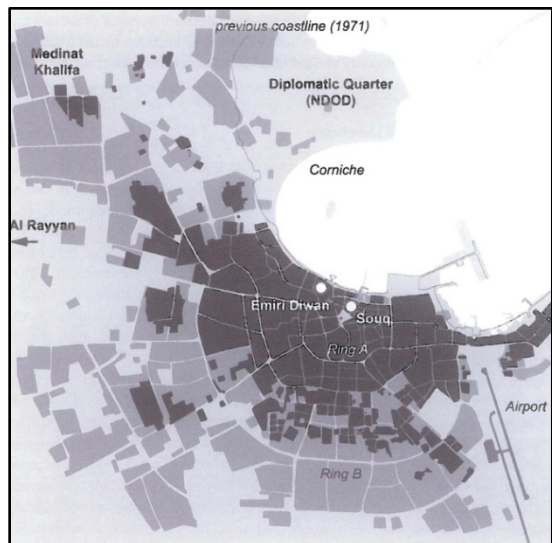 previous coastline (1971)
Medinat
Khalifa
Diplomatic Quarter
(NDOD)
Corniche
Al Rayyan
Emiri Diwan
Souq
Ring A
Airport
Ring B